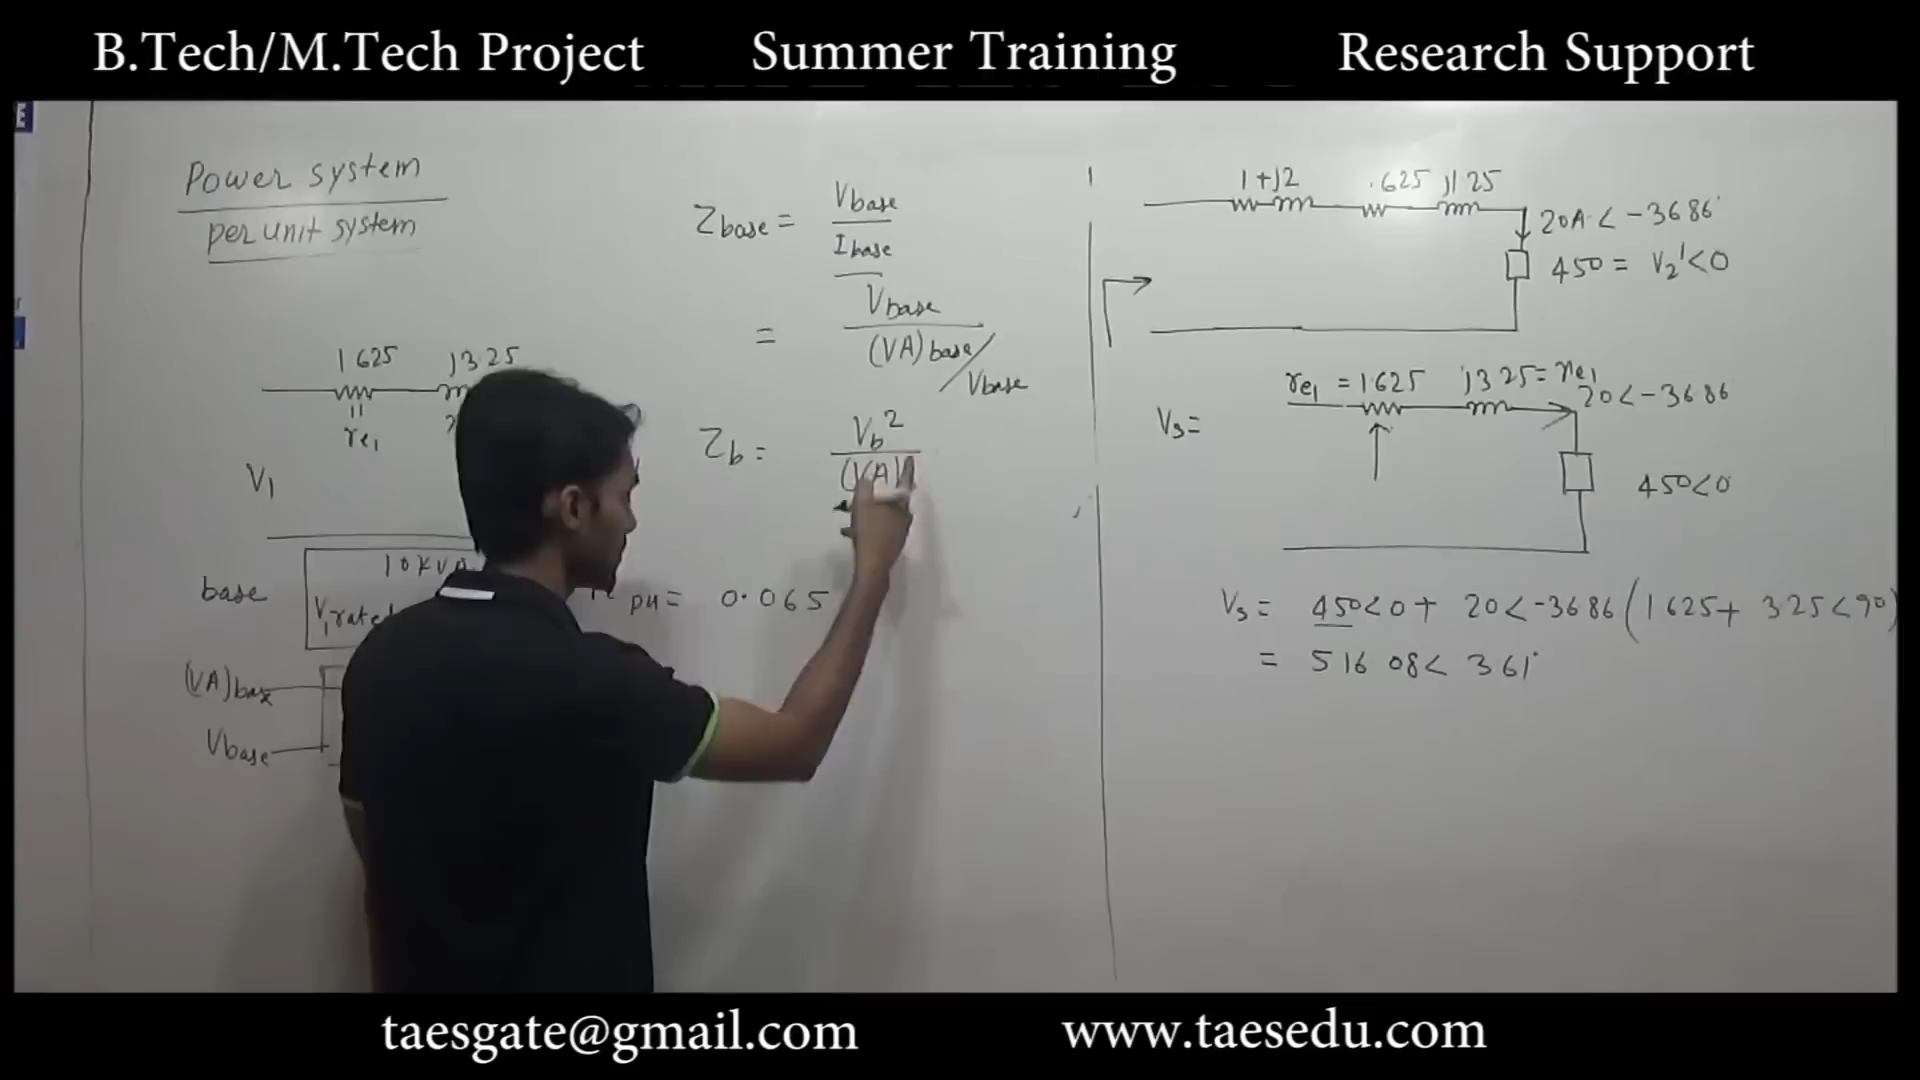 B.Tech/M.Tech Project Summer Training Research Support
E
Power system
per unit system
1 625 j3 25
re1
V1
base
10KVA
V1rated
(VA)base
Vbase
Zbase = Vbase
Ibase
= Vbase
(VA)base/Vbase
Zb = Vb²
(VA)
pu = 0.065
1+j2 .625 j1 25
20A < -36 86°
450 = V2' <0
re1 = 1.625 j3 25 = xe1
20 < -36 86
Vs =
450<0
Vs = 450<0 + 20 < -36 86 (1 625 + 3 25 < 90)
= 516 08 < 3 61°
taesgate@gmail.com www.taesedu.com